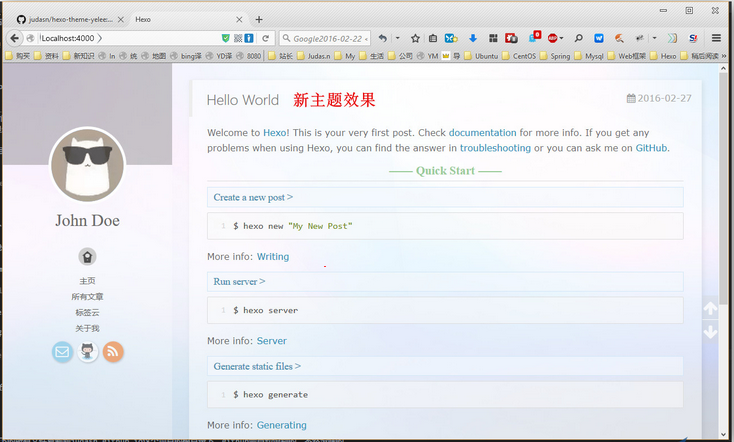 judasn/hexo-theme-yelee:...
Hexo
!Localhost:4000
Google2016-02-22
购买
资料
新知识
In
统
地图
bing译
YD译
8080
站长
Judas.n
My
生活
公司
YM
导
Ubuntu
CentOS
Spring
Mysql
Web框架
Hexo
稍后阅读
Hello World
新主题效果
2016-02-27
Welcome to Hexo! This is your very first post. Check documentation for more info. If you get any
problems when using Hexo, you can find the answer in troubleshooting or you can ask me on GitHub.
Quick Start
Create a new post >
1 $ hexo new "My New Post"
More info: Writing
Run server >
1 $ hexo server
More info: Server
Generate static files >
1 $ hexo generate
More info: Generating
John Doe
主页
所有文章
标签云
关于我